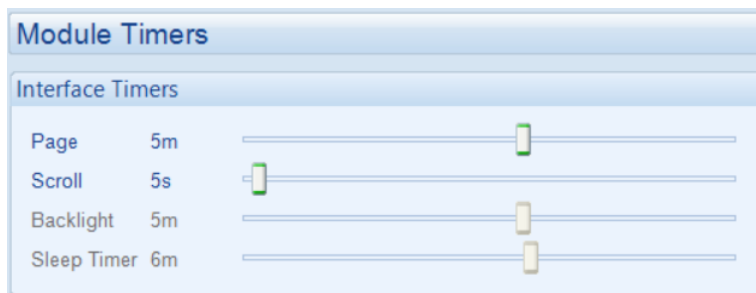 Module Timers
Interface Timers
Page 5m
Scroll 5s
Backlight 5m
Sleep Timer 6m